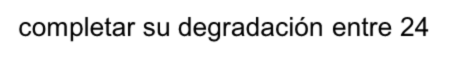 completar su degradación entre 24